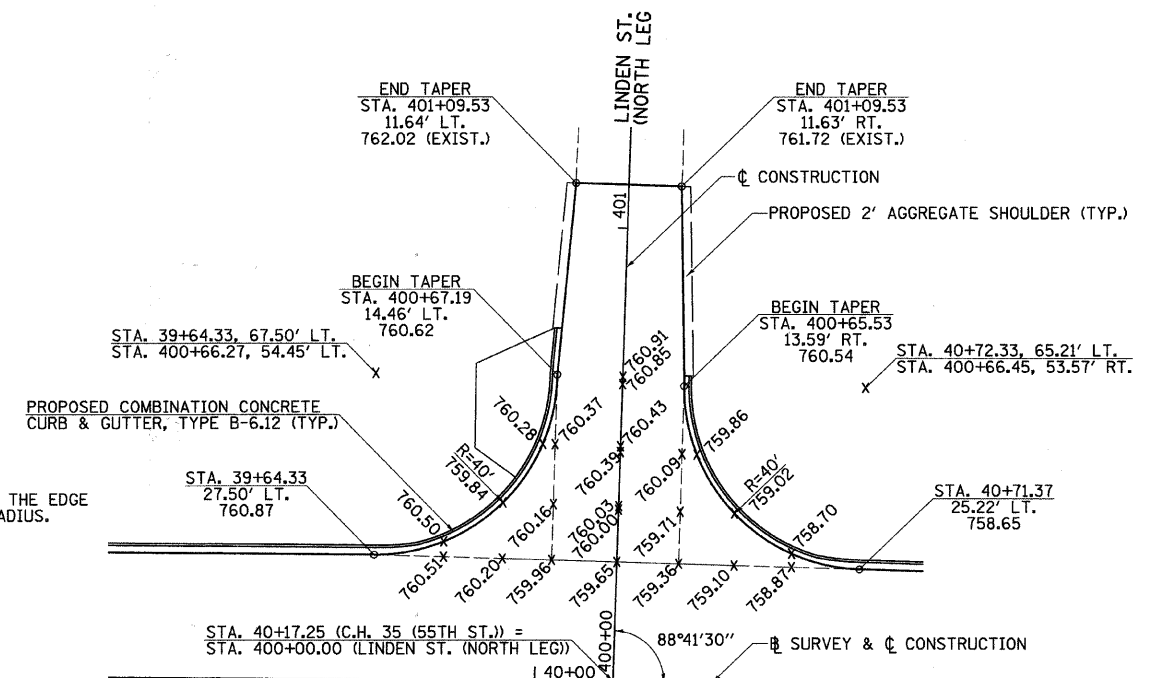 LINDEN ST.
(NORTH LEG
END TAPER
STA. 401+09.53
11.64' LT.
762.02 (EXIST.)
END TAPER
STA. 401+09.53
11.63' RT.
761.72 (EXIST.)
℄ CONSTRUCTION
401
PROPOSED 2' AGGREGATE SHOULDER (TYP.)
BEGIN TAPER
STA. 400+67.19
14.46' LT.
760.62
BEGIN TAPER
STA. 400+65.53
13.59' RT.
760.54
STA. 39+64.33, 67.50' LT.
STA. 400+66.27, 54.45' LT.
STA. 40+72.33, 65.21' LT.
STA. 400+66.45, 53.57' RT.
760.91
760.85
PROPOSED COMBINATION CONCRETE
CURB & GUTTER, TYPE B-6.12 (TYP.)
760.28
760.37
760.43
759.86
760.39
760.09
R=40'
759.84
R=40'
759.02
STA. 39+64.33
27.50' LT.
760.87
STA. 40+71.37
25.22' LT.
758.65
THE EDGE
ADIUS.
760.50
760.16
760.03
760.00
759.71
758.70
760.51
760.20
759.96
759.65
759.36
759.10
758.87
STA. 40+17.25 (C.H. 35 (55TH ST.)) =
STA. 400+00.00 (LINDEN ST. (NORTH LEG))
400+00
88°41'30"
40+00
℄ SURVEY & ℄ CONSTRUCTION